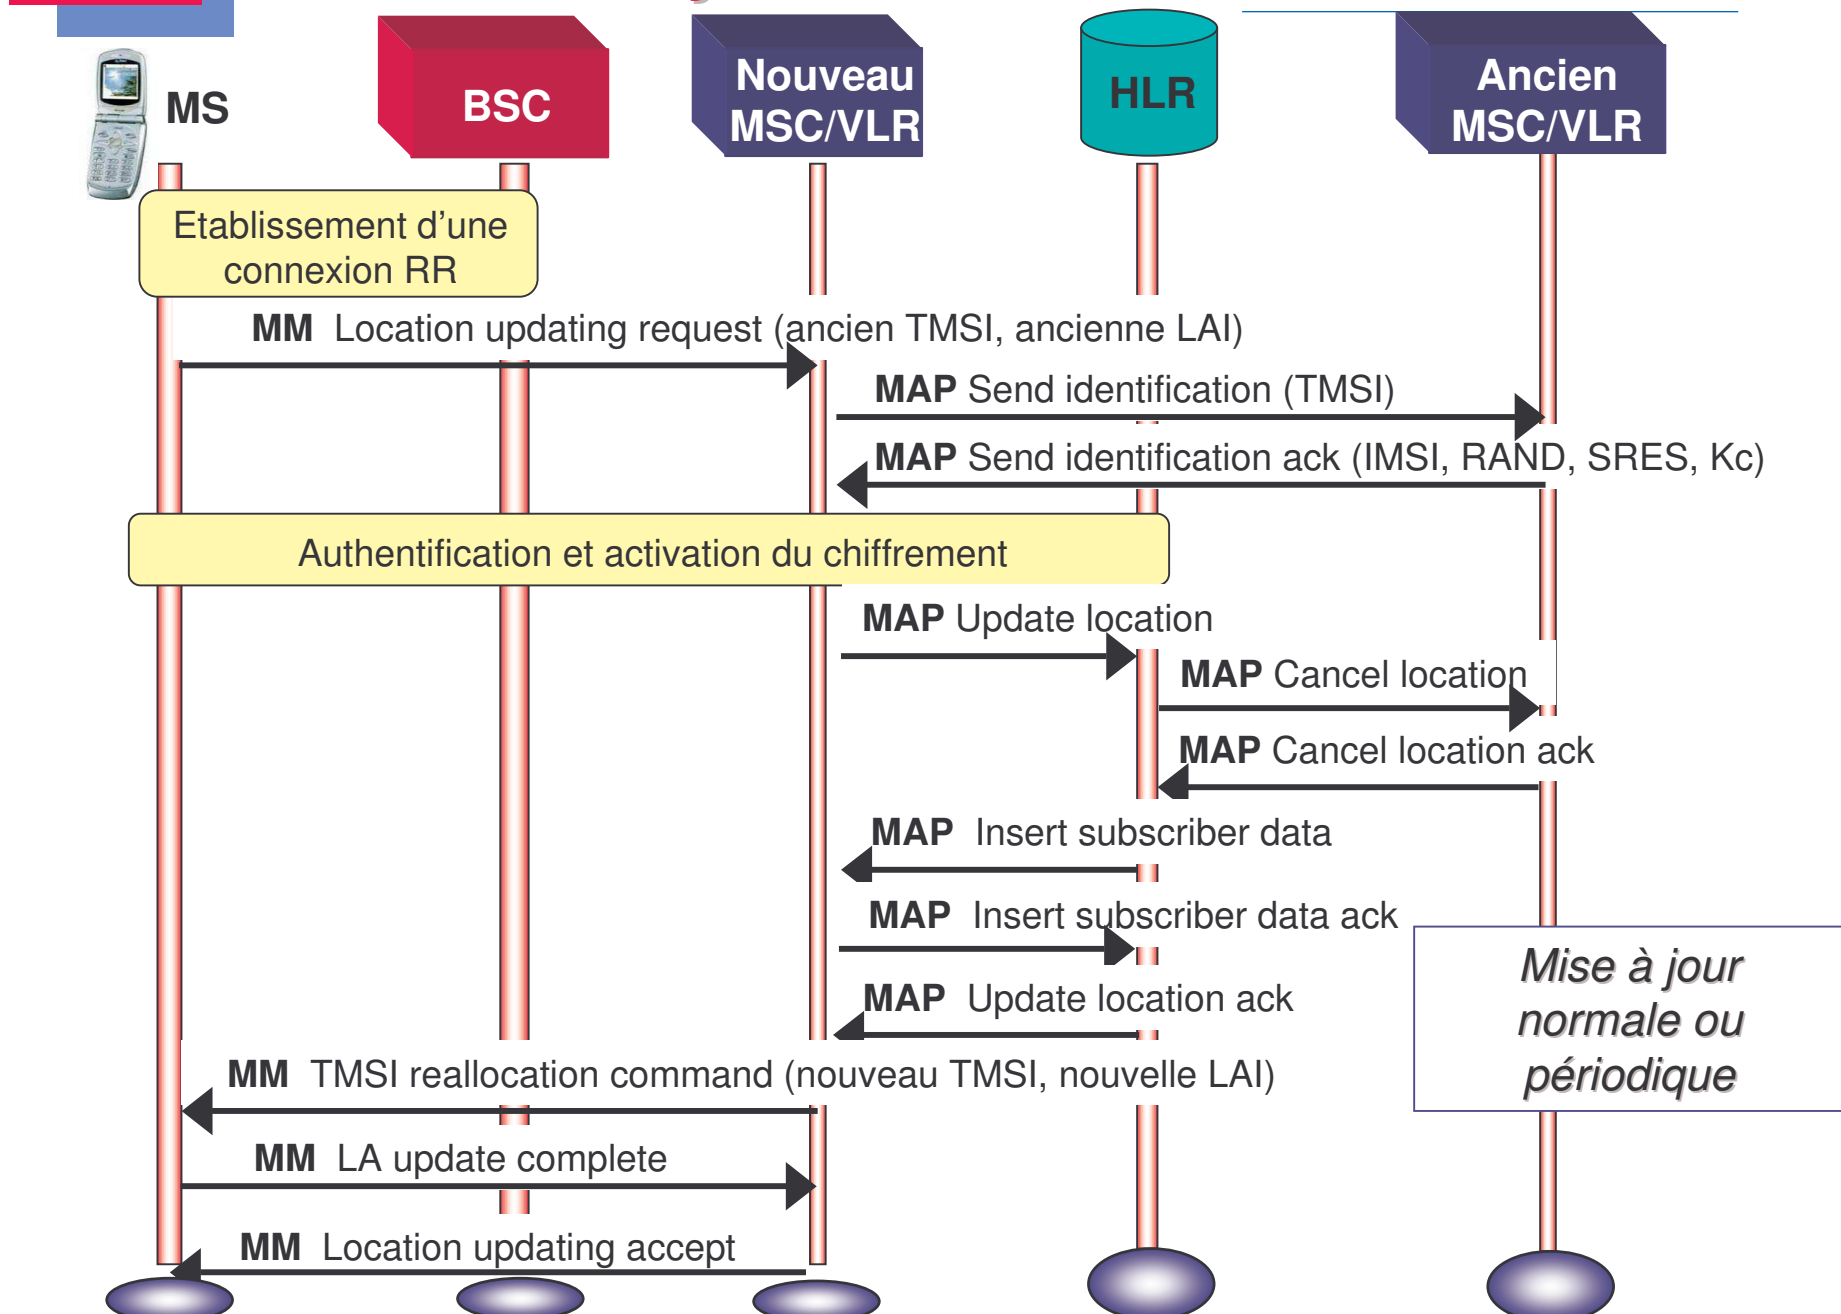 MS
BSC
Nouveau
MSC/VLR
HLR
Ancien
MSC/VLR
Etablissement d’une
connexion RR
MM Location updating request (ancien TMSI, ancienne LAI)
MAP Send identification (TMSI)
MAP Send identification ack (IMSI, RAND, SRES, Kc)
Authentification et activation du chiffrement
MAP Update location
MAP Cancel location
MAP Cancel location ack
MAP Insert subscriber data
MAP Insert subscriber data ack
MAP Update location ack
Mise à jour
normale ou
périodique
MM TMSI reallocation command (nouveau TMSI, nouvelle LAI)
MM LA update complete
MM Location updating accept